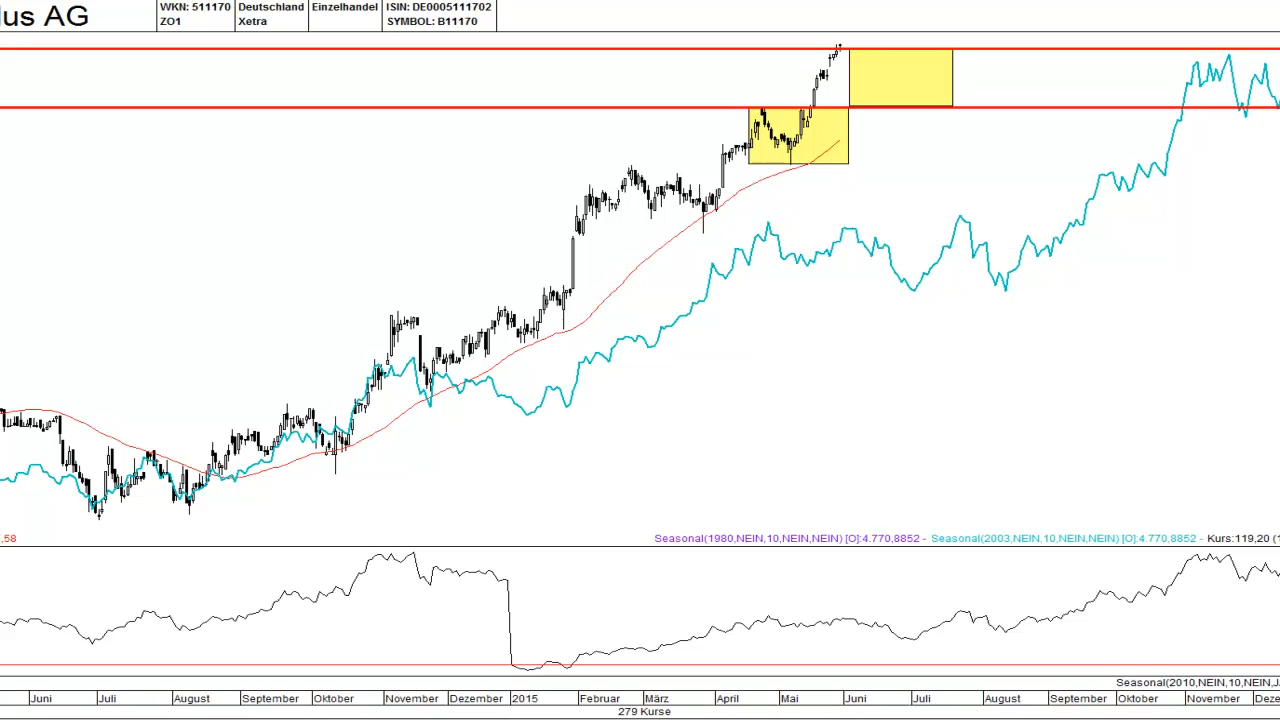 lus AG
WKN: 511170 Deutschland Einzelhandel ISIN: DE0005111702
ZO1 Xetra SYMBOL: B11170
,58
Seasonal(1980,NEIN,10,NEIN,NEIN) [O]:4.770,8852 - Seasonal(2003,NEIN,10,NEIN,NEIN) [O]:4.770,8852 - Kurs:119,20 (1
Seasonal(2010,NEIN,10,NEIN,J
Juni Juli August September Oktober November Dezember 2015 Februar März April Mai Juni Juli August September Oktober November Deze
279 Kurse